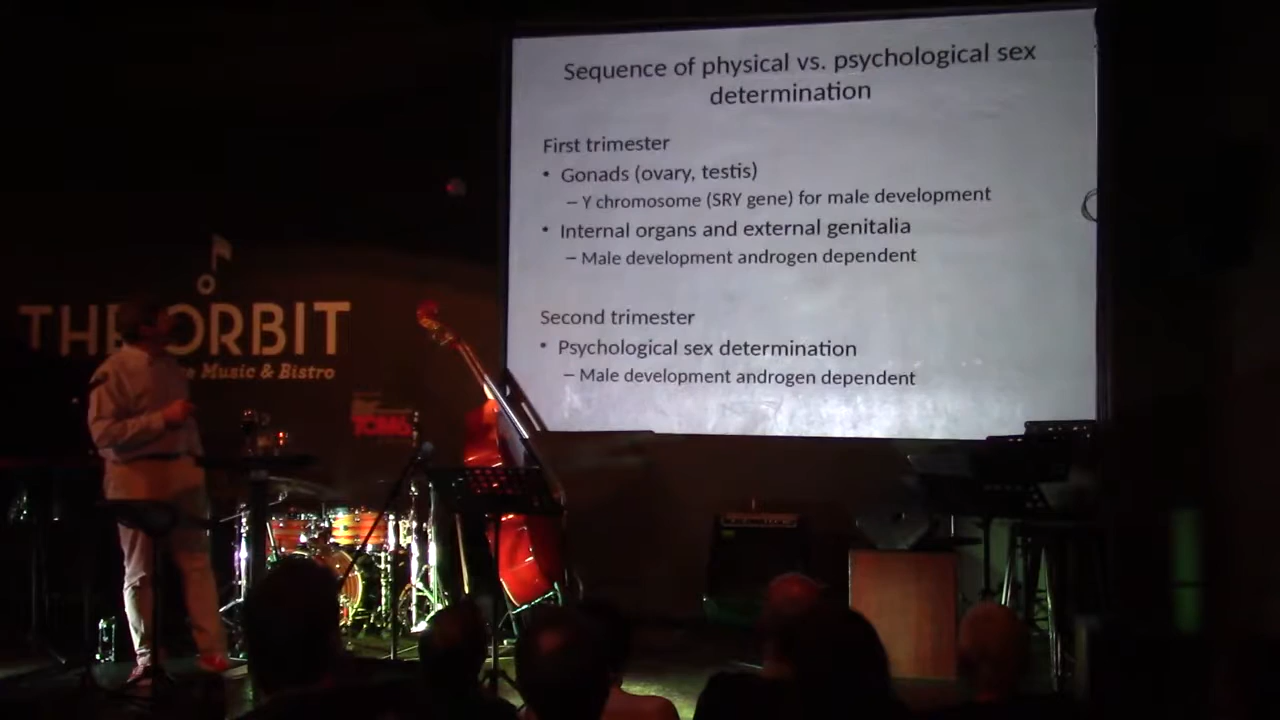 Sequence of physical vs. psychological sex
determination
First trimester
• Gonads (ovary, testis)
– Y chromosome (SRY gene) for male development
• Internal organs and external genitalia
– Male development androgen dependent
Second trimester
• Psychological sex determination
– Male development androgen dependent
THE ORBIT
Music & Bistro